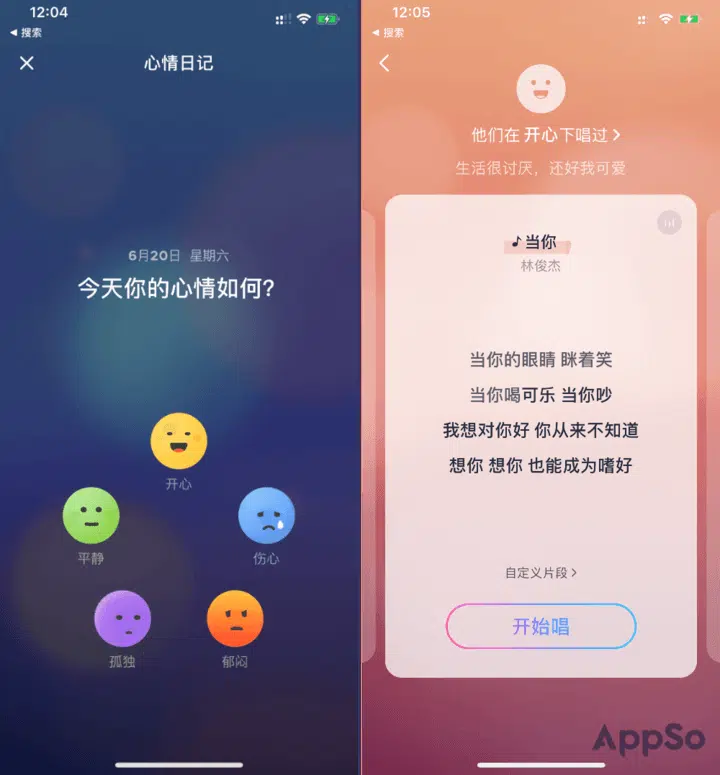 12:04
◀ 搜索
心情日记
6月20日 星期六
今天你的心情如何?
开心
平静
伤心
孤独
郁闷
12:05
◀ 搜索
他们在 开心下唱过 >
生活很讨厌，还好我可爱
♪当你
林俊杰
当你的眼睛 眯着笑
当你喝可乐 当你吵
我想对你好 你从来不知道
想你 想你 也能成为嗜好
自定义片段 >
开始唱
AppSo